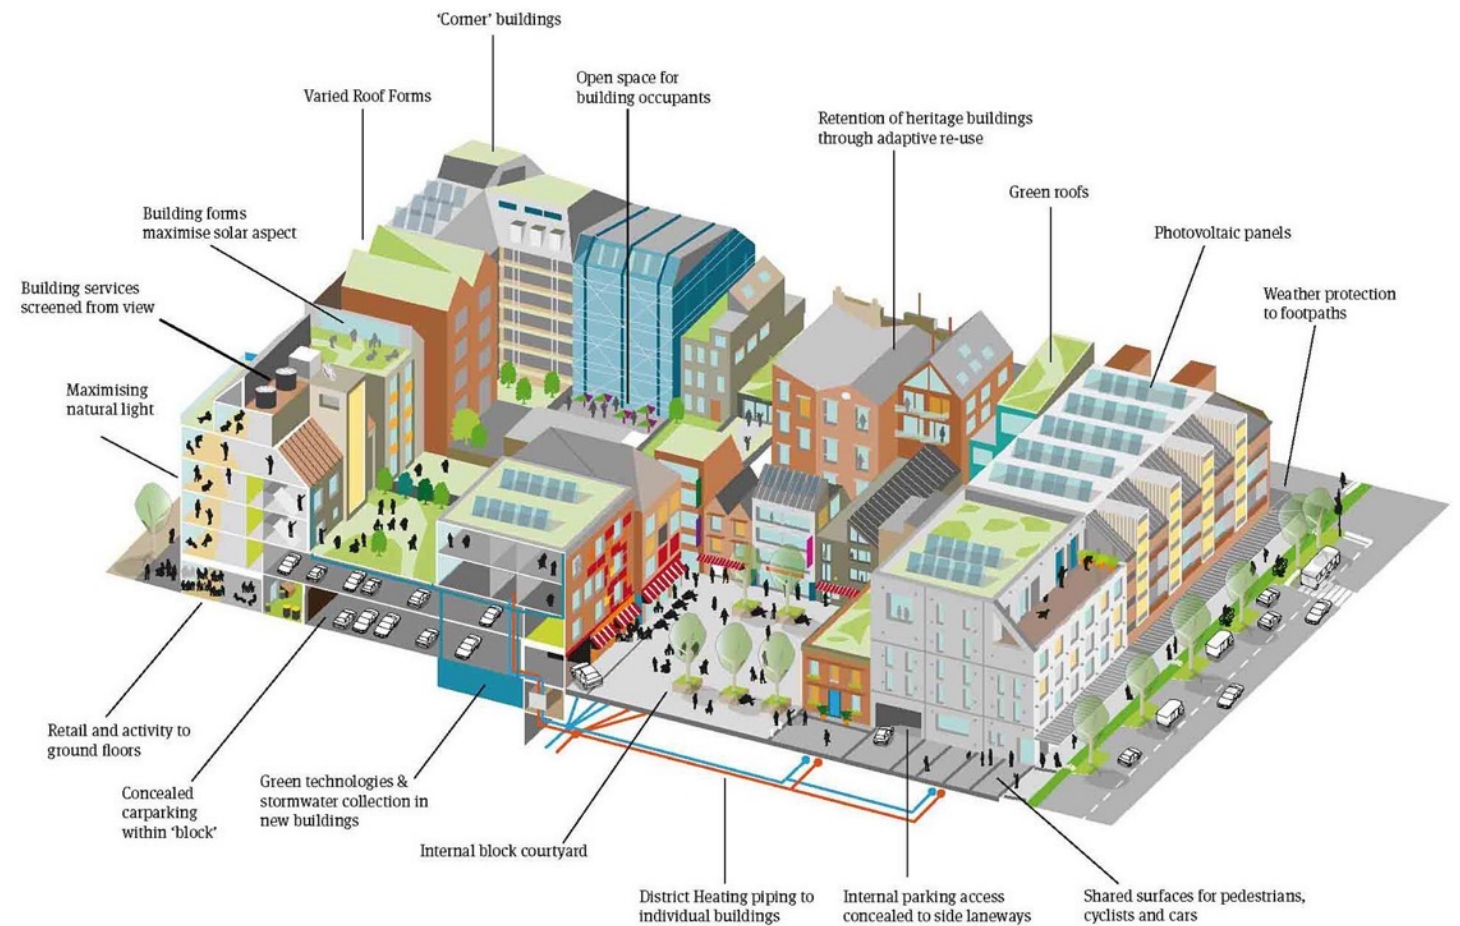 ‘Corner’ buildings
Open space for
building occupants
Varied Roof Forms
Retention of heritage buildings
through adaptive re-use
Green roofs
Building forms
maximise solar aspect
Photovoltaic panels
Building services
screened from view
Weather protection
to footpaths
Maximising
natural light
Retail and activity to
ground floors
Concealed
carparking
within ‘block’
Green technologies &
stormwater collection in
new buildings
Internal block courtyard
District Heating piping to
individual buildings
Internal parking access
concealed to side laneways
Shared surfaces for pedestrians,
cyclists and cars